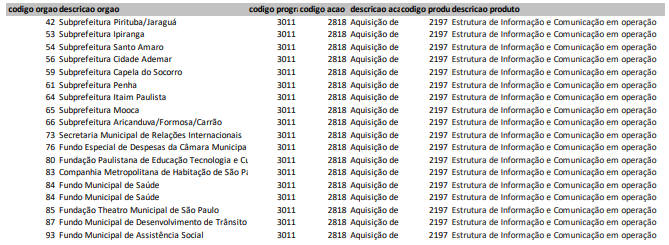 codigo orgao descricao orgao codigo progra codigo acao descricao aca codigo produ descricao produto
42 Subprefeitura Pirituba/Jaraguá 3011 2818 Aquisição de 2197 Estrutura de Informação e Comunicação em operação
53 Subprefeitura Ipiranga 3011 2818 Aquisição de 2197 Estrutura de Informação e Comunicação em operação
54 Subprefeitura Santo Amaro 3011 2818 Aquisição de 2197 Estrutura de Informação e Comunicação em operação
56 Subprefeitura Cidade Ademar 3011 2818 Aquisição de 2197 Estrutura de Informação e Comunicação em operação
59 Subprefeitura Capela do Socorro 3011 2818 Aquisição de 2197 Estrutura de Informação e Comunicação em operação
61 Subprefeitura Penha 3011 2818 Aquisição de 2197 Estrutura de Informação e Comunicação em operação
64 Subprefeitura Itaim Paulista 3011 2818 Aquisição de 2197 Estrutura de Informação e Comunicação em operação
65 Subprefeitura Mooca 3011 2818 Aquisição de 2197 Estrutura de Informação e Comunicação em operação
66 Subprefeitura Aricanduva/Formosa/Carrão 3011 2818 Aquisição de 2197 Estrutura de Informação e Comunicação em operação
73 Secretaria Municipal de Relações Internacionais 3011 2818 Aquisição de 2197 Estrutura de Informação e Comunicação em operação
76 Fundo Especial de Despesas da Câmara Municipa 3011 2818 Aquisição de 2197 Estrutura de Informação e Comunicação em operação
80 Fundação Paulistana de Educação Tecnologia e Cu 3011 2818 Aquisição de 2197 Estrutura de Informação e Comunicação em operação
83 Companhia Metropolitana de Habitação de São Pa 3011 2818 Aquisição de 2197 Estrutura de Informação e Comunicação em operação
84 Fundo Municipal de Saúde 3011 2818 Aquisição de 2197 Estrutura de Informação e Comunicação em operação
84 Fundo Municipal de Saúde 3011 2818 Aquisição de 2197 Estrutura de Informação e Comunicação em operação
85 Fundação Theatro Municipal de São Paulo 3011 2818 Aquisição de 2197 Estrutura de Informação e Comunicação em operação
87 Fundo Municipal de Desenvolvimento de Trânsito 3011 2818 Aquisição de 2197 Estrutura de Informação e Comunicação em operação
93 Fundo Municipal de Assistência Social 3011 2818 Aquisição de 2197 Estrutura de Informação e Comunicação em operação